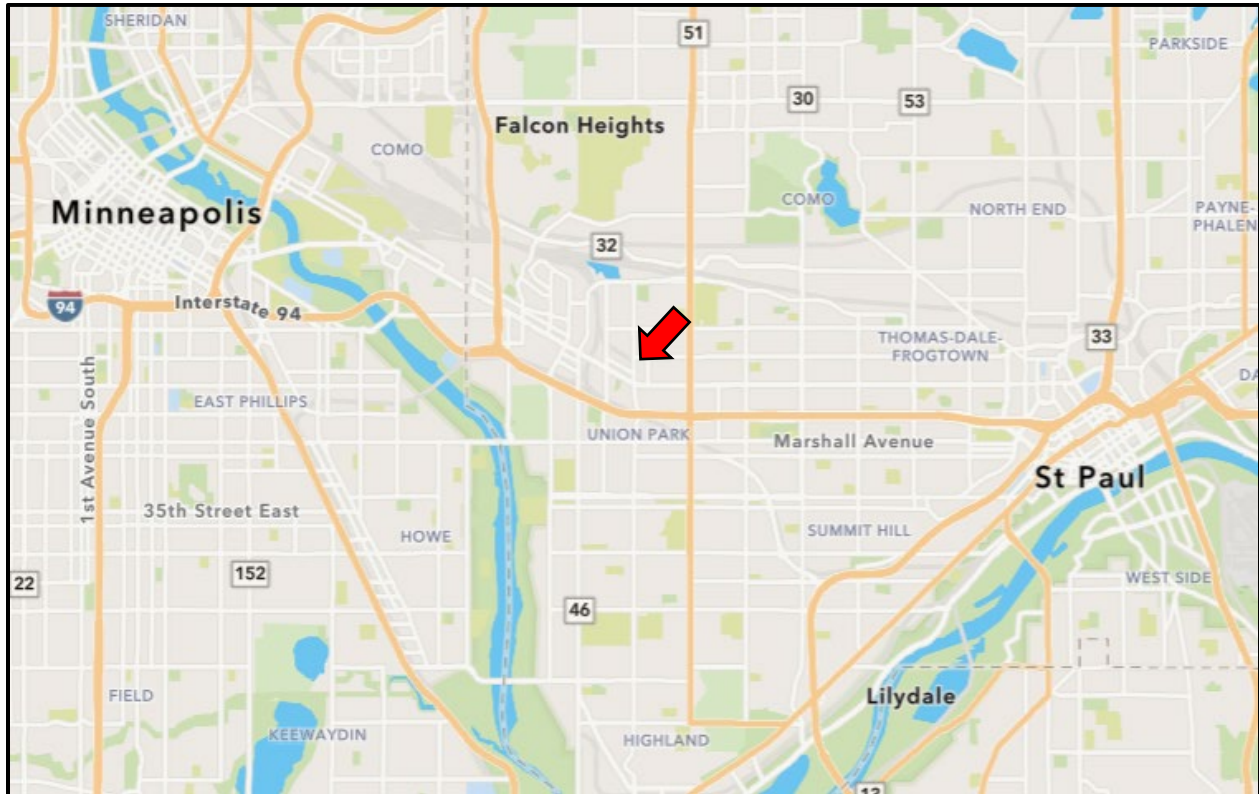 SHERIDAN
51
PARKSIDE
30
53
Falcon Heights
COMO
COMO
NORTH END
PAYNE-
PHALEN
Minneapolis
32
94
Interstate 94
THOMAS-DALE-
FROGTOWN
33
DA
1st Avenue South
EAST PHILLIPS
UNION PARK
Marshall Avenue
St Paul
35th Street East
HOWE
SUMMIT HILL
22
152
WEST SIDE
46
FIELD
Lilydale
KEEWAYDIN
HIGHLAND
13